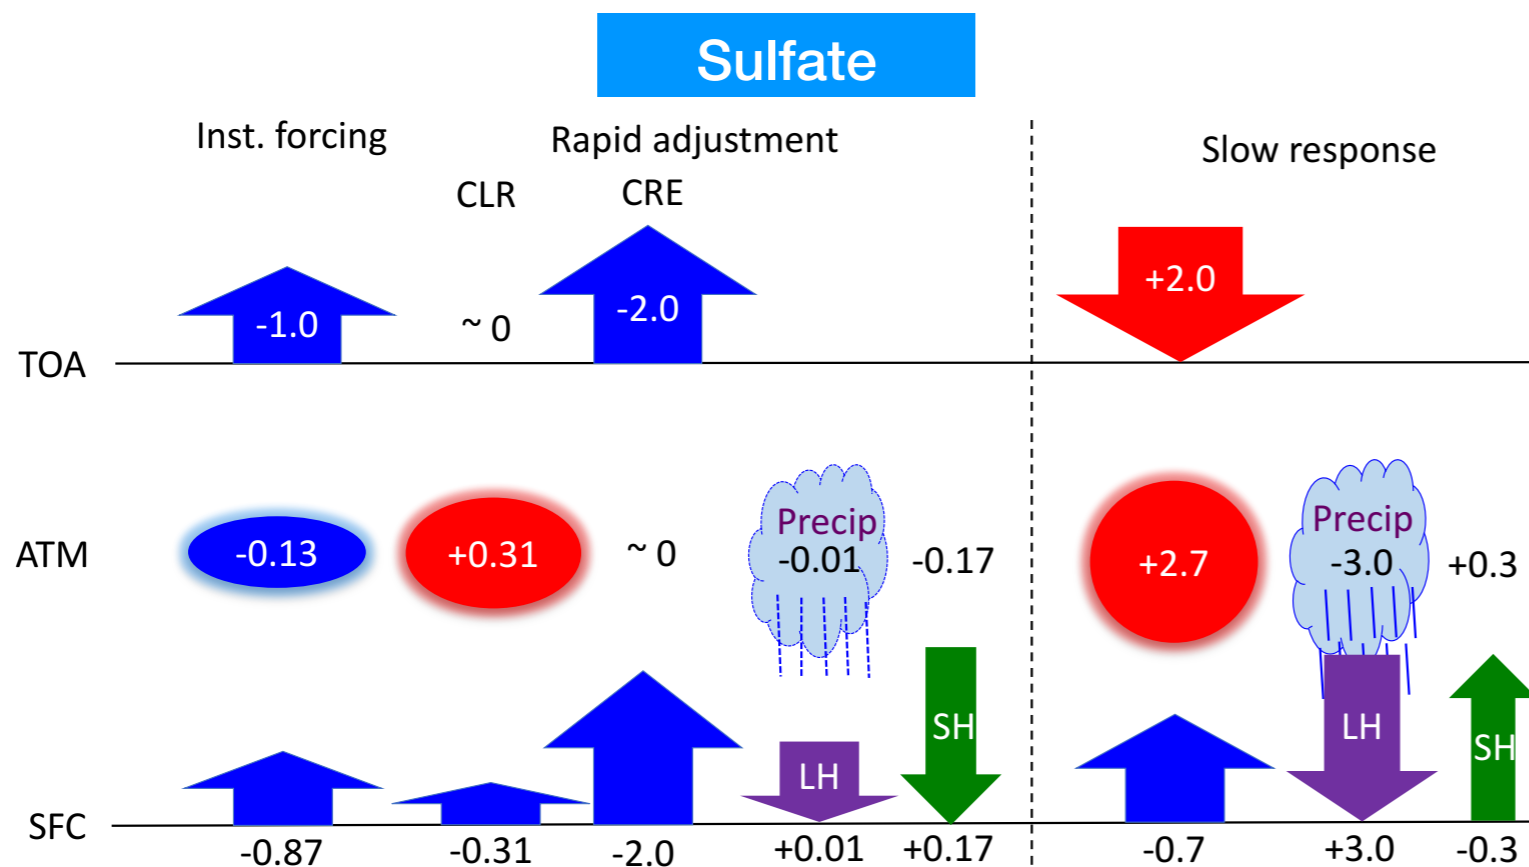 Sulfate
Inst. forcing
Rapid adjustment
Slow response
CLR
CRE
-1.0
~ 0
-2.0
+2.0
TOA
Precip
Precip
ATM
-0.13
+0.31
~ 0
-0.01
-0.17
+2.7
-3.0
+0.3
SH
LH
LH
SH
SFC
-0.87
-0.31
-2.0
+0.01
+0.17
-0.7
+3.0
-0.3